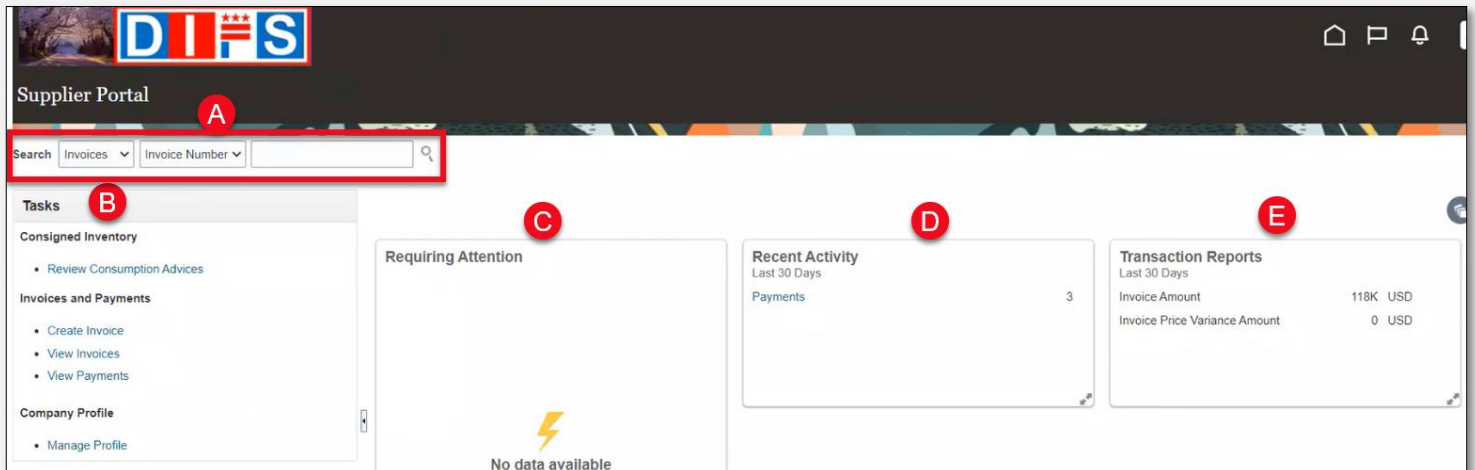 DIFS
Supplier Portal
A
Search Invoices Invoice Number
B
Tasks
Consigned Inventory
Review Consumption Advices
Invoices and Payments
Create Invoice
View Invoices
View Payments
Company Profile
Manage Profile
C
Requiring Attention
No data available
D
Recent Activity
Last 30 Days
Payments 3
E
Transaction Reports
Last 30 Days
Invoice Amount 118K USD
Invoice Price Variance Amount 0 USD